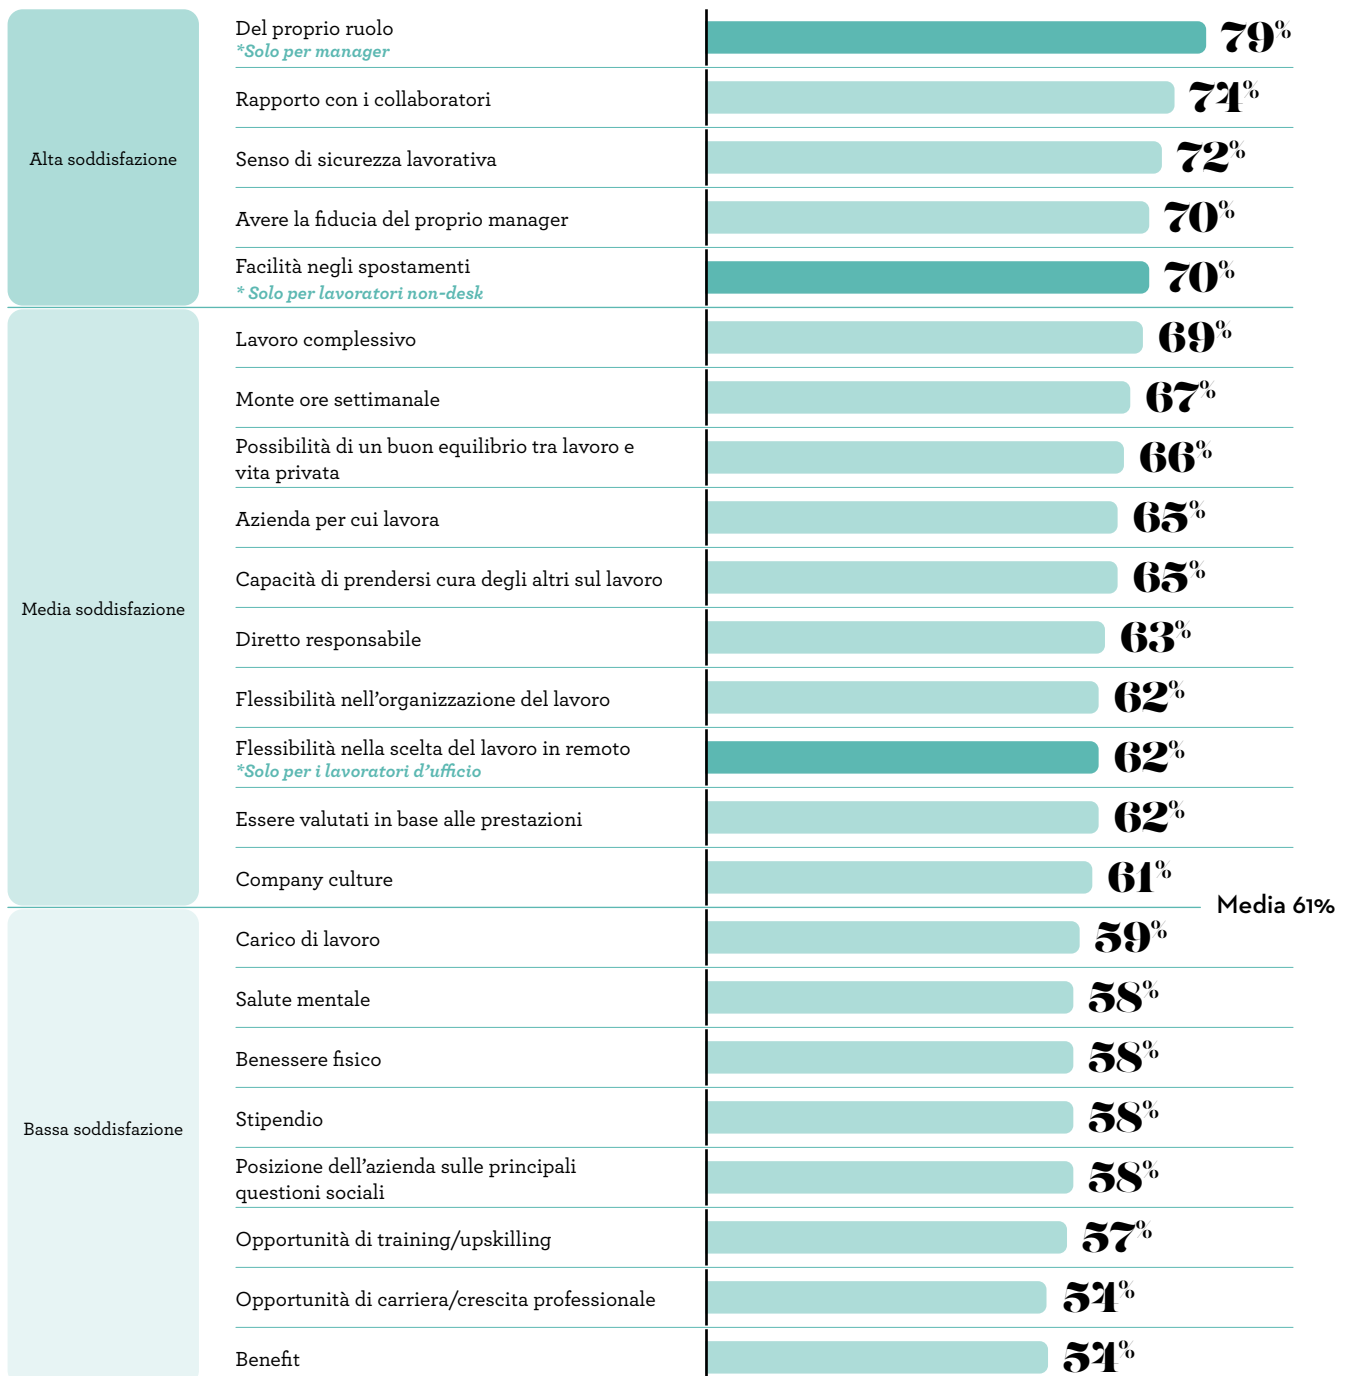 Alta soddisfazione
Del proprio ruolo
*Solo per manager
79%
Rapporto con i collaboratori
74%
Senso di sicurezza lavorativa
72%
Avere la fiducia del proprio manager
70%
Facilità negli spostamenti
* Solo per lavoratori non-desk
70%
Media soddisfazione
Lavoro complessivo
69%
Monte ore settimanale
67%
Possibilità di un buon equilibrio tra lavoro e
vita privata
66%
Azienda per cui lavora
65%
Capacità di prendersi cura degli altri sul lavoro
65%
Diretto responsabile
63%
Flessibilità nell’organizzazione del lavoro
62%
Flessibilità nella scelta del lavoro in remoto
*Solo per i lavoratori d’ufficio
62%
Essere valutati in base alle prestazioni
62%
Company culture
61%
Media 61%
Bassa soddisfazione
Carico di lavoro
59%
Salute mentale
58%
Benessere fisico
58%
Stipendio
58%
Posizione dell’azienda sulle principali
questioni sociali
58%
Opportunità di training/upskilling
57%
Opportunità di carriera/crescita professionale
54%
Benefit
54%